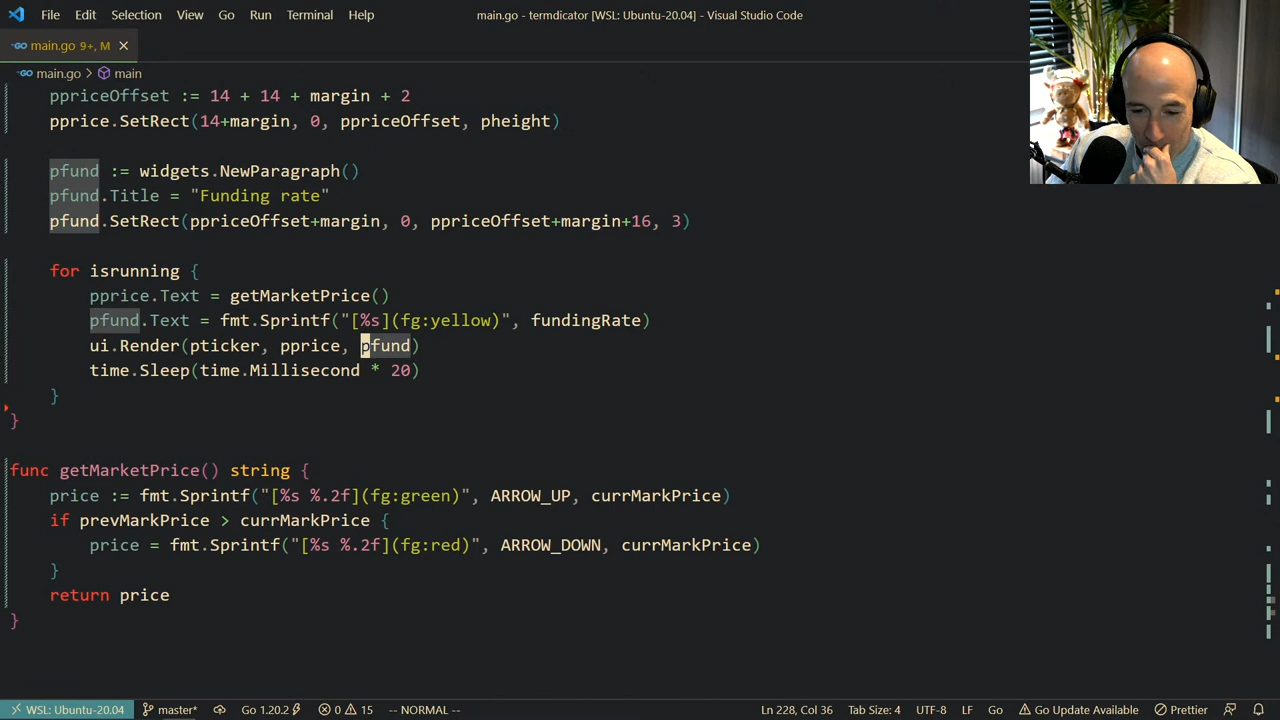 File Edit Selection View Go Run Terminal Help main.go - termdicator [WSL: Ubuntu-20.04] - Visual Studio Code
main.go 9+, M
main.go > main
ppriceOffset := 14 + 14 + margin + 2
pprice.SetRect(14+margin, 0, ppriceOffset, pheight)
pfund := widgets.NewParagraph()
pfund.Title = "Funding rate"
pfund.SetRect(ppriceOffset+margin, 0, ppriceOffset+margin+16, 3)
for isrunning {
pprice.Text = getMarketPrice()
pfund.Text = fmt.Sprintf("[%s](fg:yellow)", fundingRate)
ui.Render(pticker, pprice, pfund)
time.Sleep(time.Millisecond * 20)
}
}
func getMarketPrice() string {
price := fmt.Sprintf("[%s %.2f](fg:green)", ARROW_UP, currMarkPrice)
if prevMarkPrice > currMarkPrice {
price = fmt.Sprintf("[%s %.2f](fg:red)", ARROW_DOWN, currMarkPrice)
}
return price
}
WSL: Ubuntu-20.04 master* Go 1.20.2 0 15 -- NORMAL -- Ln 228, Col 36 Tab Size: 4 UTF-8 LF Go Go Update Available Prettier